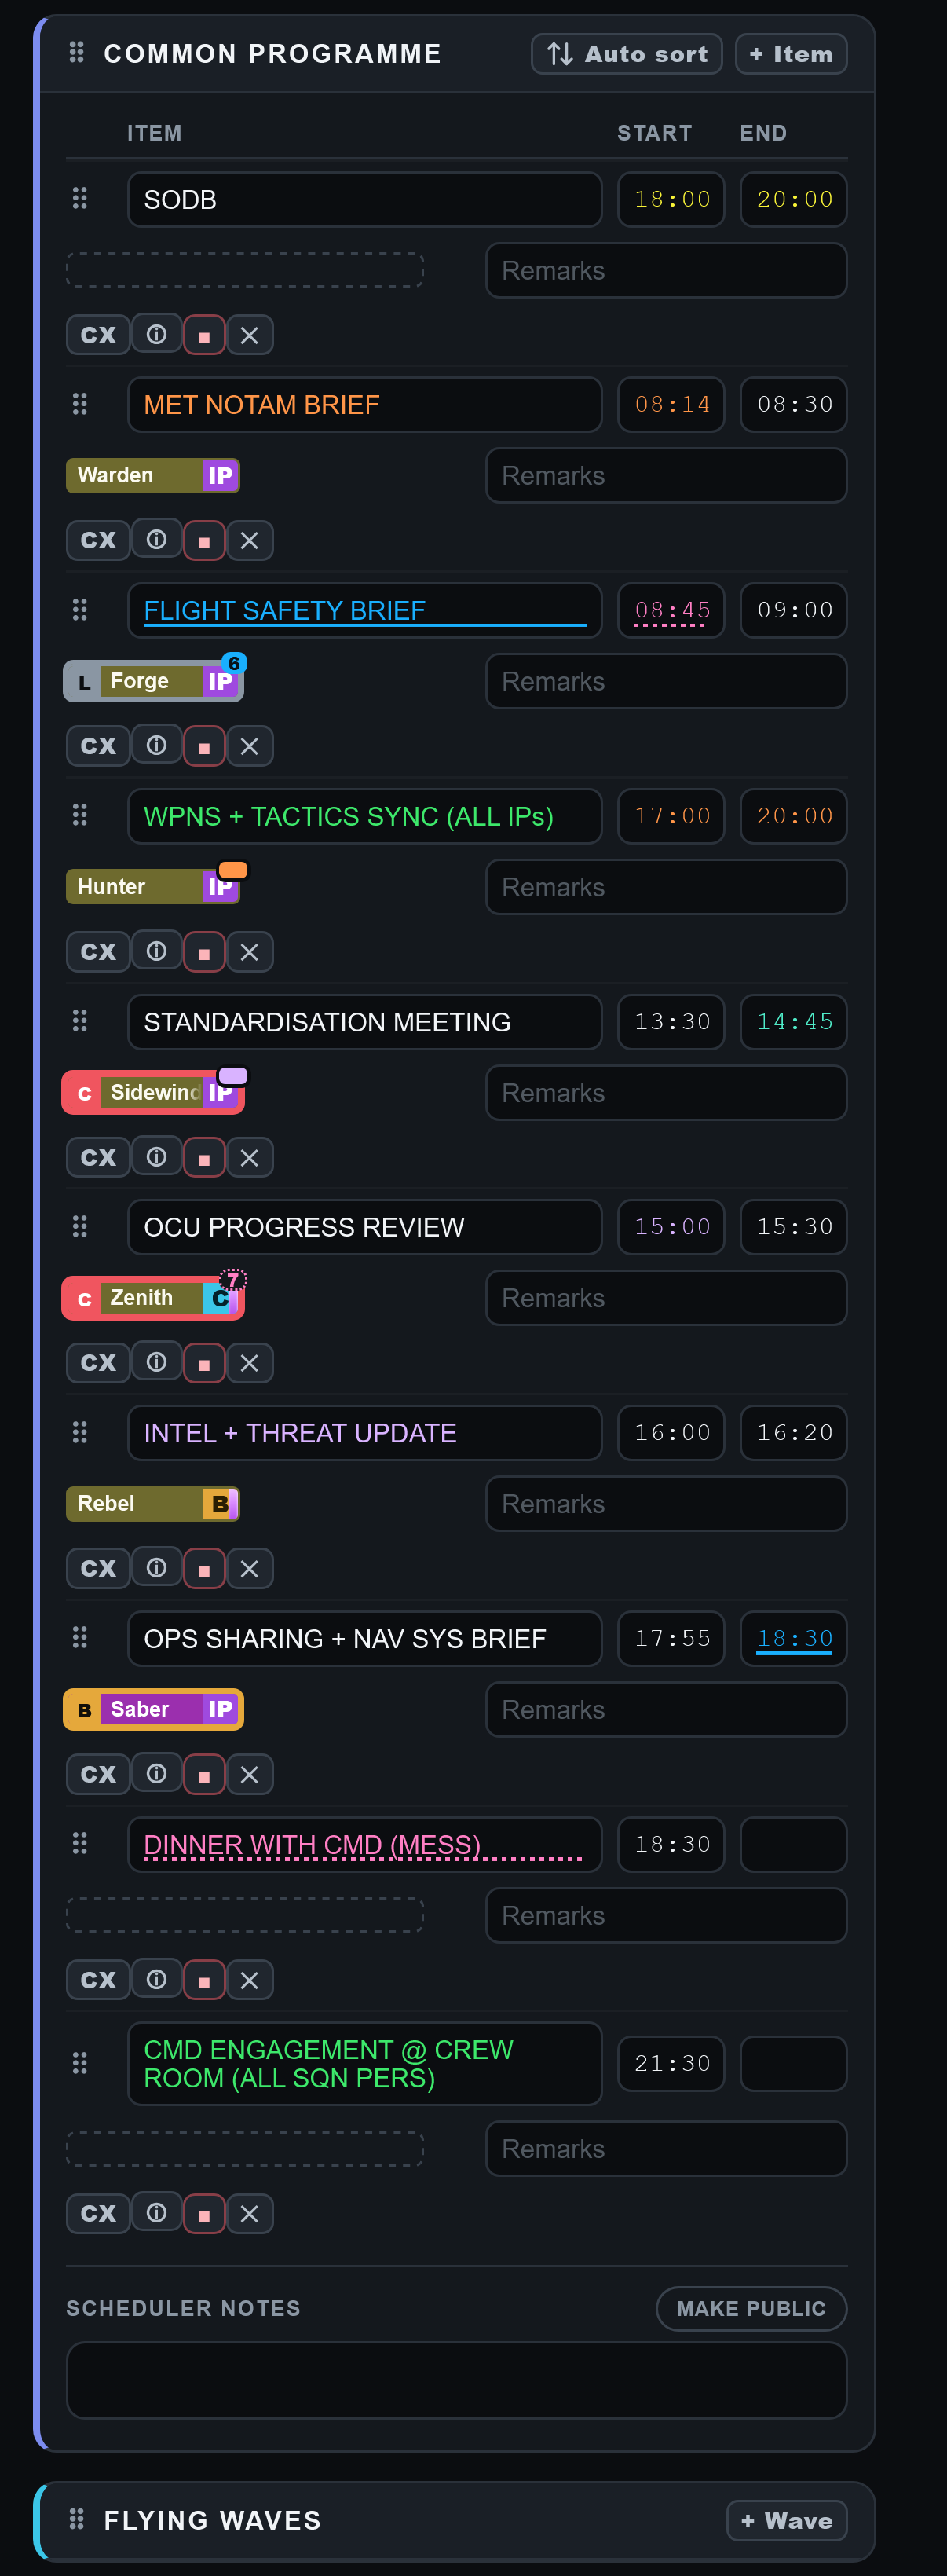 COMMON PROGRAMME
Auto sort
+ Item
ITEM START END
SODB 18:00 20:00
Remarks
CX
MET NOTAM BRIEF 08:14 08:30
Warden IP
Remarks
CX
FLIGHT SAFETY BRIEF 08:45 09:00
6
L Forge IP
Remarks
CX
WPNS + TACTICS SYNC (ALL IPs) 17:00 20:00
Hunter IP
Remarks
CX
STANDARDISATION MEETING 13:30 14:45
C Sidewind IP
Remarks
CX
OCU PROGRESS REVIEW 15:00 15:30
7
C Zenith C
Remarks
CX
INTEL + THREAT UPDATE 16:00 16:20
Rebel B
Remarks
CX
OPS SHARING + NAV SYS BRIEF 17:55 18:30
B Saber IP
Remarks
CX
DINNER WITH CMD (MESS) 18:30
Remarks
CX
CMD ENGAGEMENT @ CREW
ROOM (ALL SQN PERS) 21:30
Remarks
CX
SCHEDULER NOTES
MAKE PUBLIC
FLYING WAVES
+ Wave